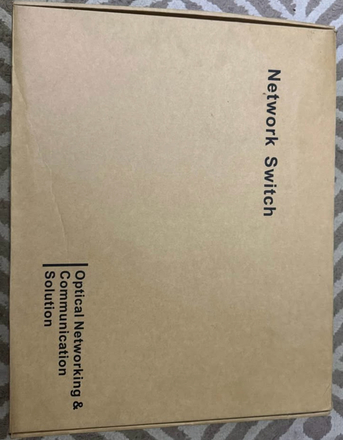 Network Switch
Optical Networking &
Communication
Solution